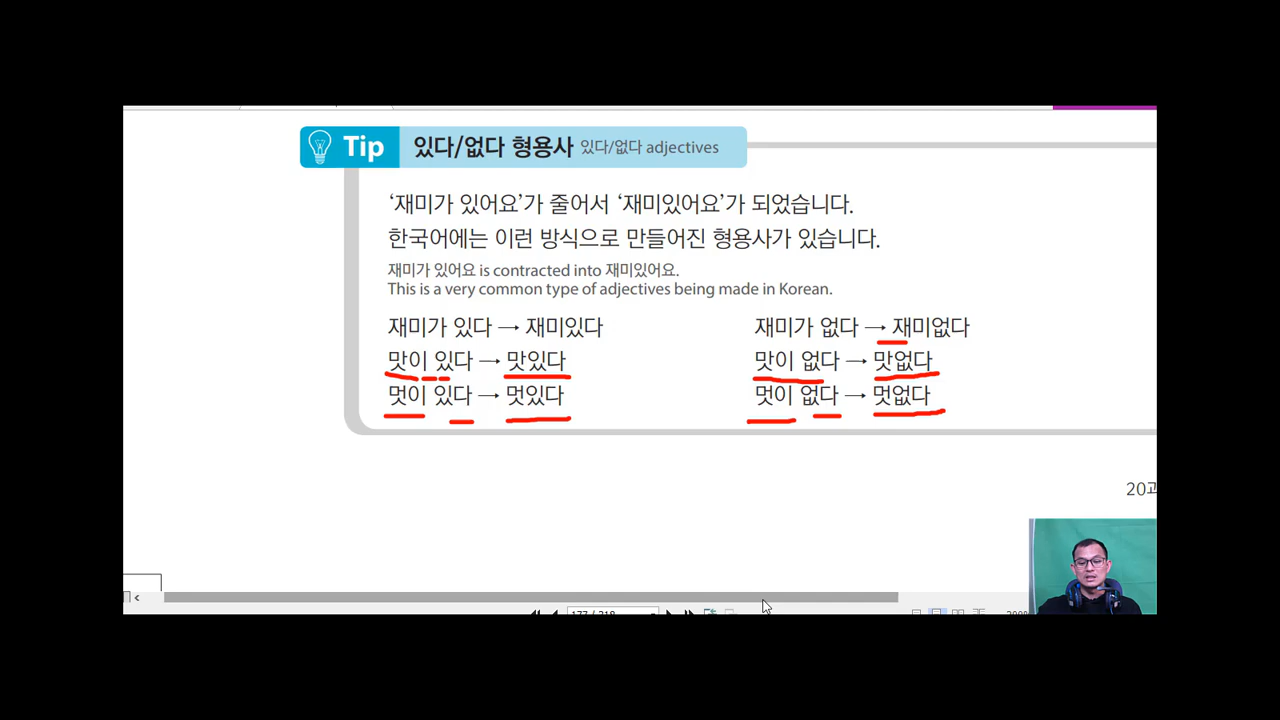 Tip 있다/없다 형용사 있다/없다 adjectives
‘재미가 있어요’가 줄어서 ‘재미있어요’가 되었습니다.
한국어에는 이런 방식으로 만들어진 형용사가 있습니다.
재미가 있어요 is contracted into 재미있어요.
This is a very common type of adjectives being made in Korean.
재미가 있다 → 재미있다 재미가 없다 → 재미없다
맛이 있다 → 맛있다 맛이 없다 → 맛없다
멋이 있다 → 멋있다 멋이 없다 → 멋없다
20
177 / 318